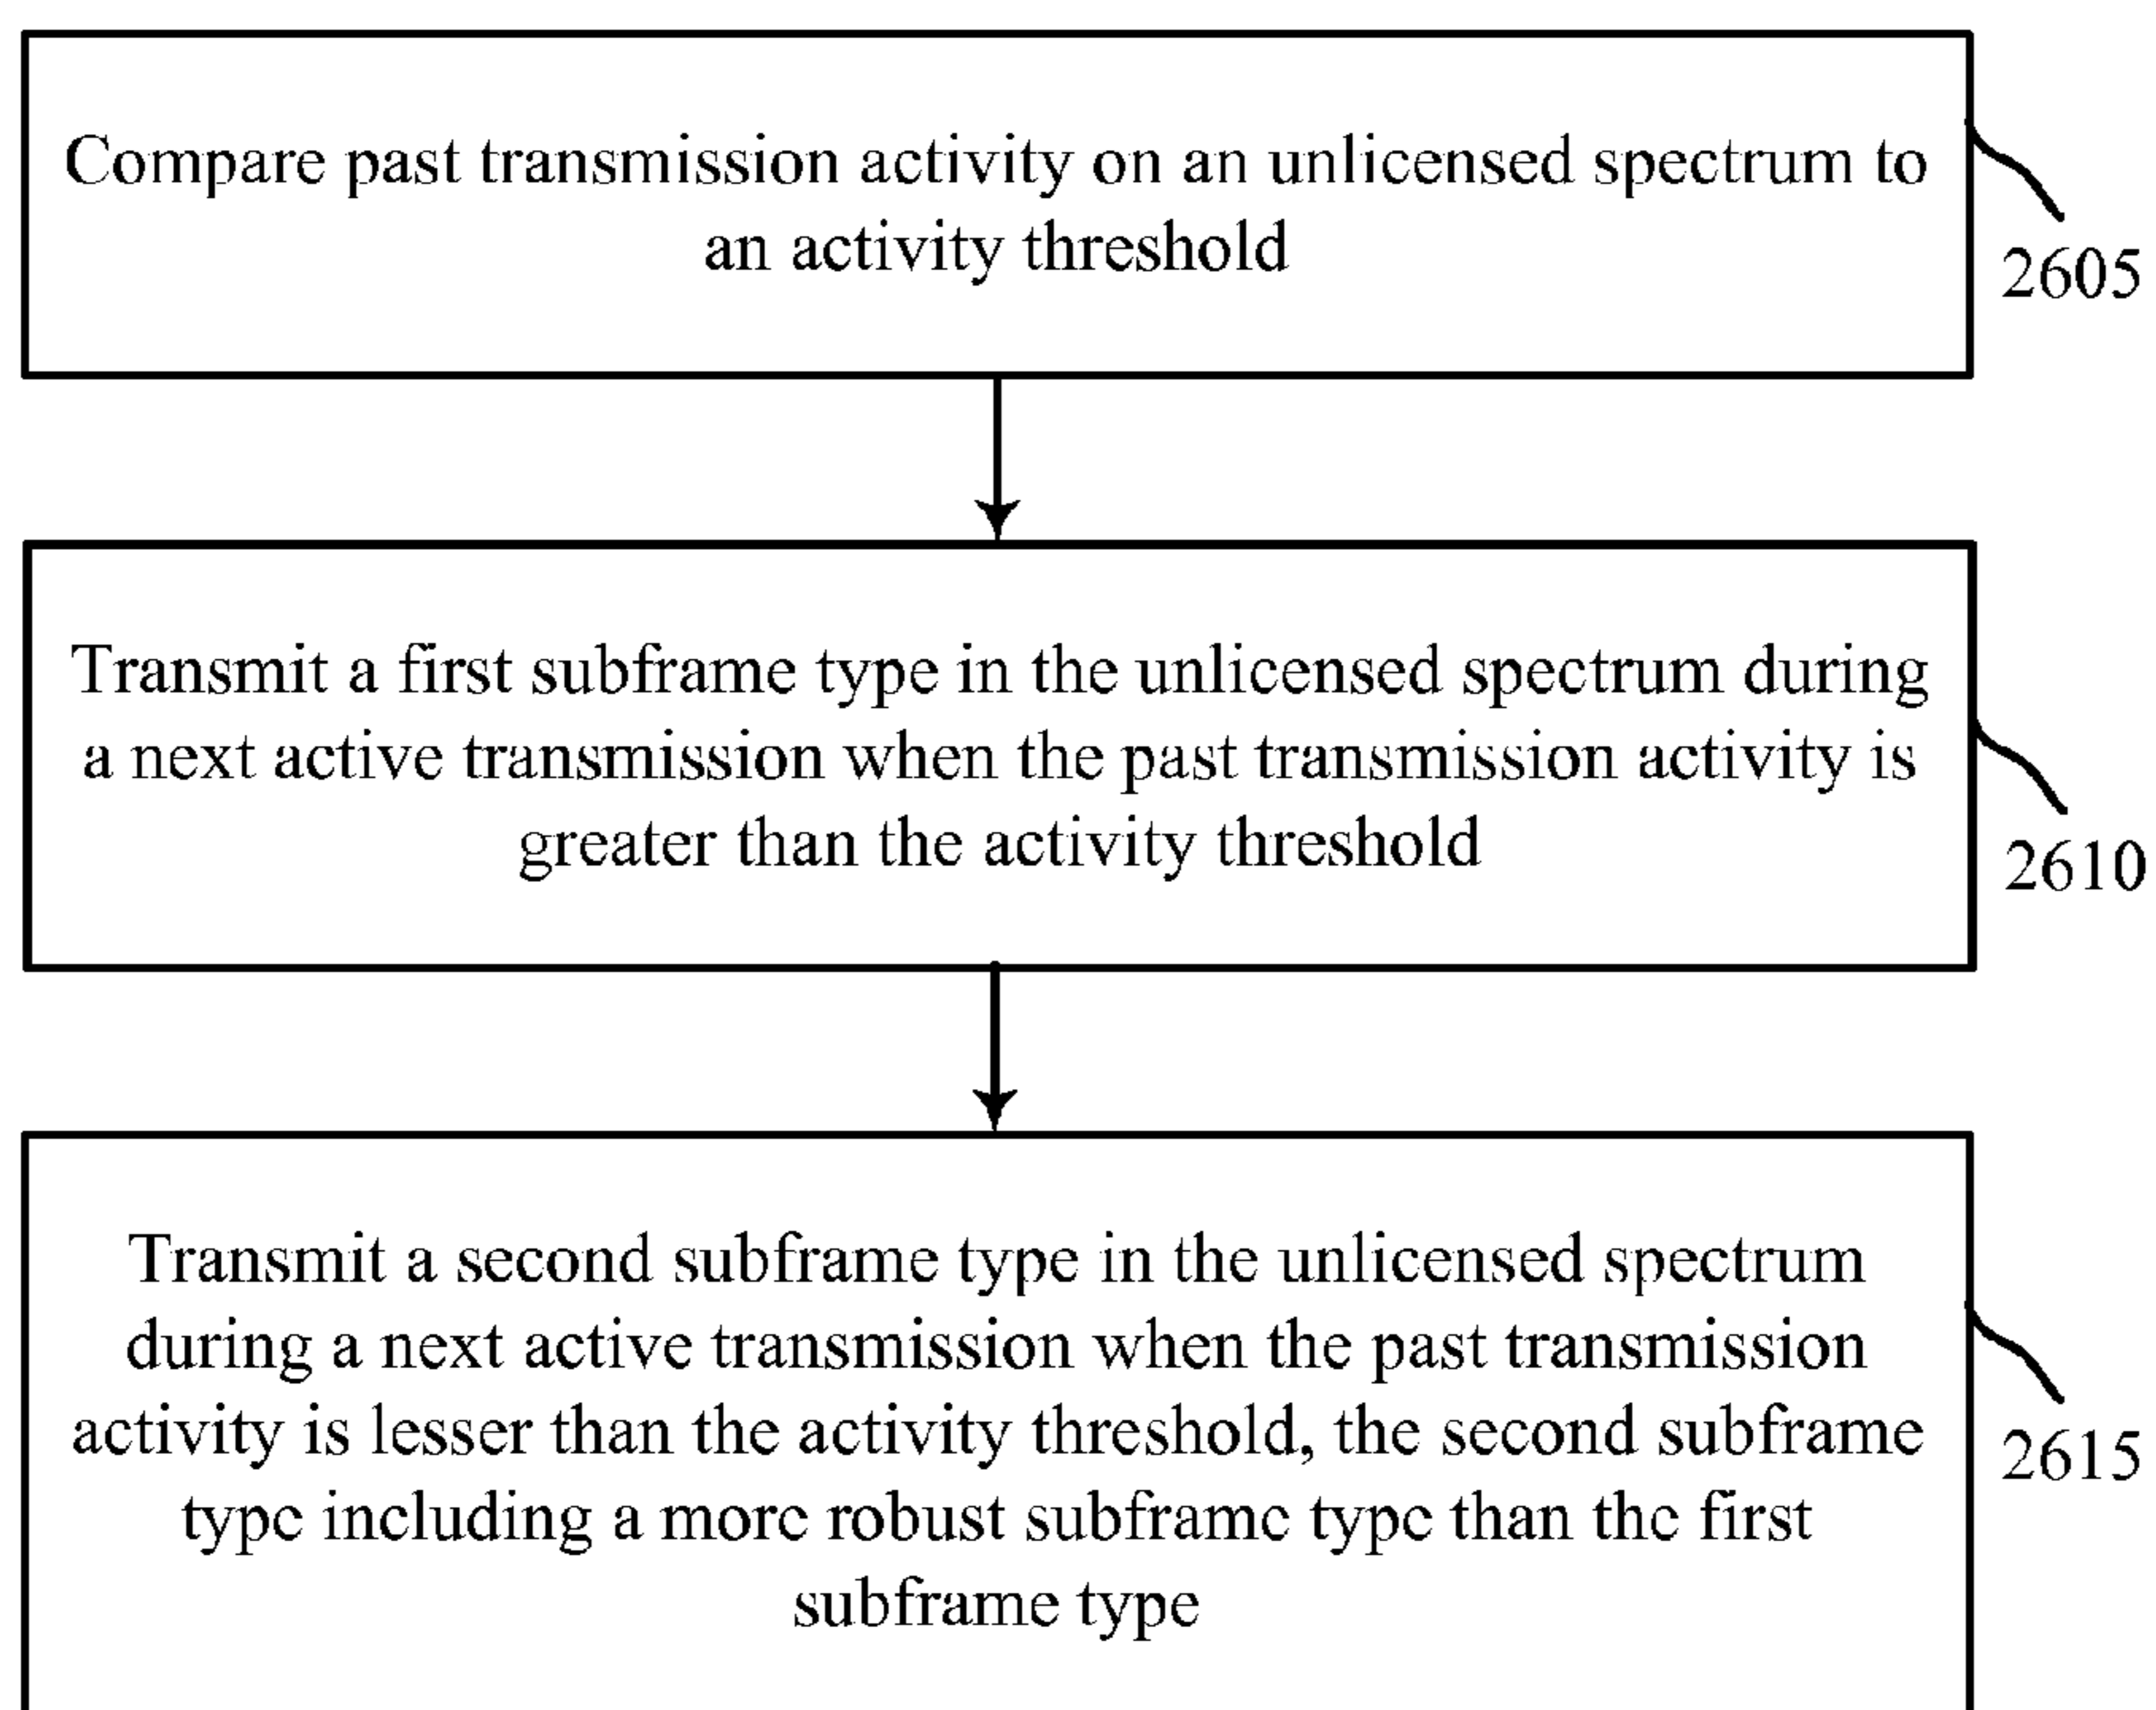 Compare past transmission activity on an unlicensed spectrum to
an activity threshold
2605
Transmit a first subframe type in the unlicensed spectrum during
a next active transmission when the past transmission activity is
greater than the activity threshold
2610
Transmit a second subframe type in the unlicensed spectrum
during a next active transmission when the past transmission
activity is lesser than the activity threshold, the second subframe
type including a more robust subframe type than the first
subframe type
2615